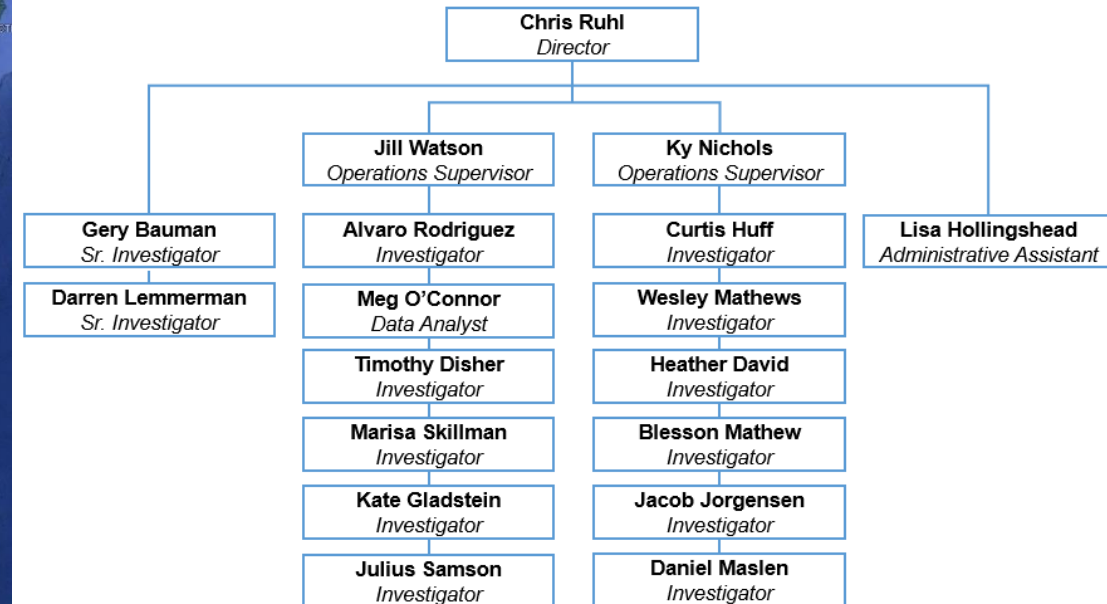 Chris Ruhl
Director
Jill Watson
Operations Supervisor
Ky Nichols
Operations Supervisor
Gery Bauman
Sr. Investigator
Alvaro Rodriguez
Investigator
Curtis Huff
Investigator
Lisa Hollingshead
Administrative Assistant
Darren Lemmerman
Sr. Investigator
Meg O’Connor
Data Analyst
Wesley Mathews
Investigator
Timothy Disher
Investigator
Heather David
Investigator
Marisa Skillman
Investigator
Blesson Mathew
Investigator
Kate Gladstein
Investigator
Jacob Jorgensen
Investigator
Julius Samson
Investigator
Daniel Maslen
Investigator